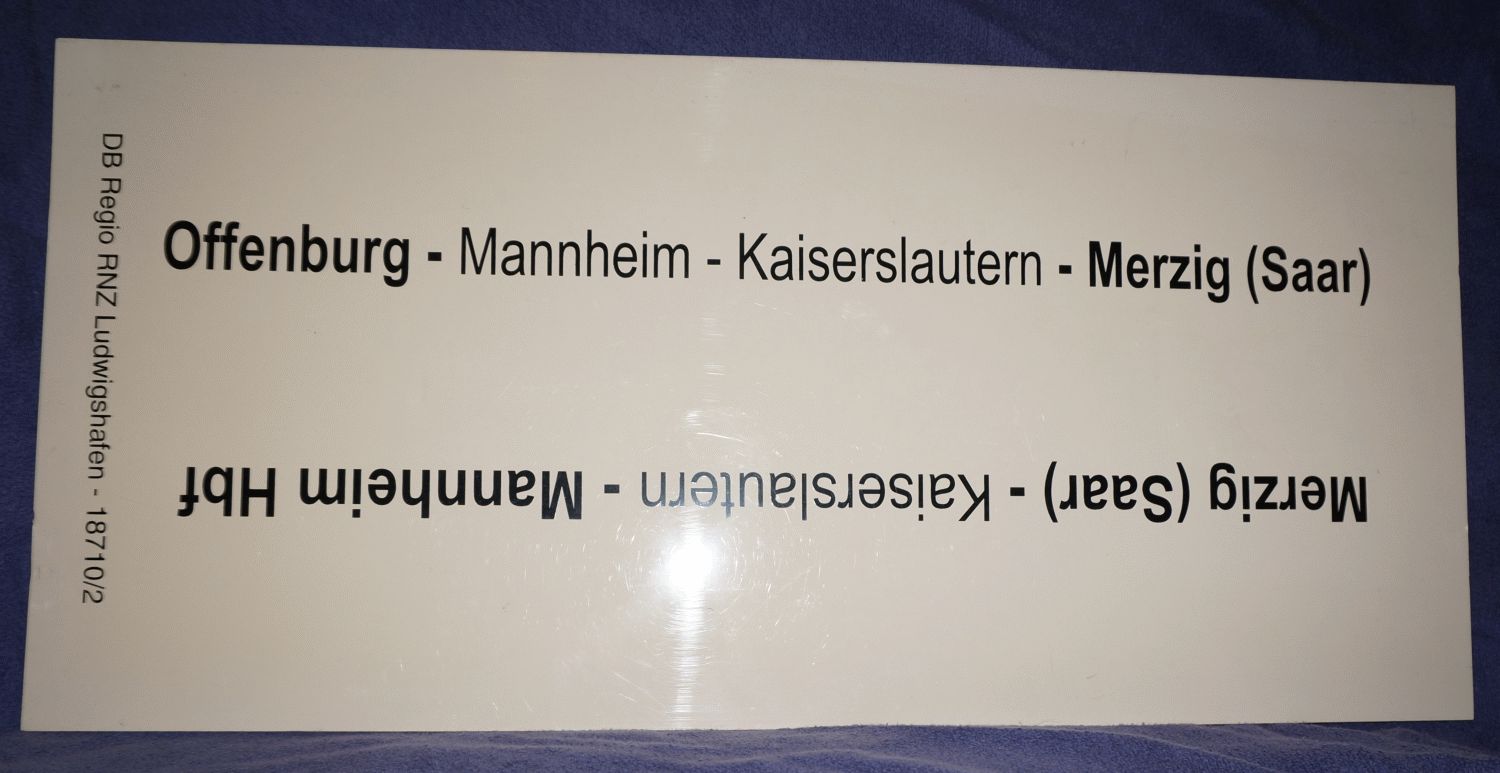 DB Regio RNZ Ludwigshafen - 18710/2
Offenburg - Mannheim - Kaiserslautern - Merzig (Saar)
Merzig (Saar) - Kaiserslautern - Mannheim Hbf